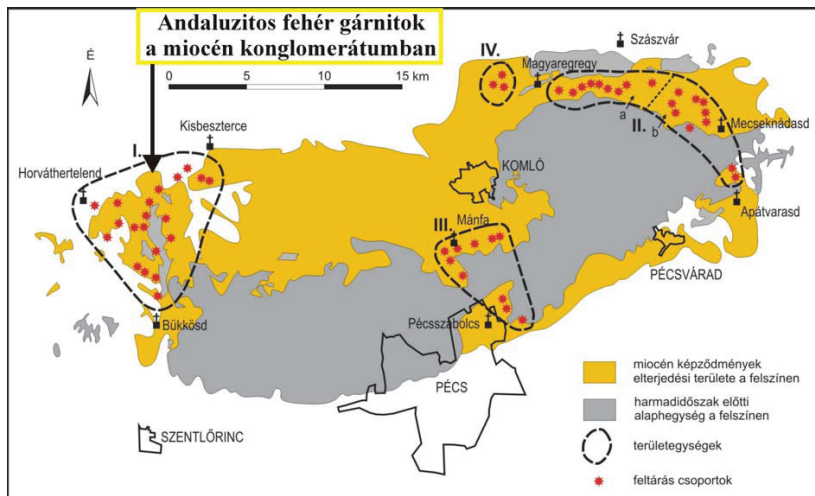 Andaluzitos fehér gárnitok
a miocén konglomerátumban
É
0 5 10 15 km
IV.
Szászvár
Magyaregregy
a
II.
b
Mecseknádasd
Kisbeszterce
I.
Horváthertelend
KOMLÓ
Apátvarasd
III.
Mánfa
PÉCSVÁRAD
Bükkösd
Pécsszabolcs
PÉCS
SZENTLŐRINC
miocén képződmények
elterjedési területe a felszínen
harmadidőszak előtti
alaphegység a felszínen
területegységek
feltárás csoportok